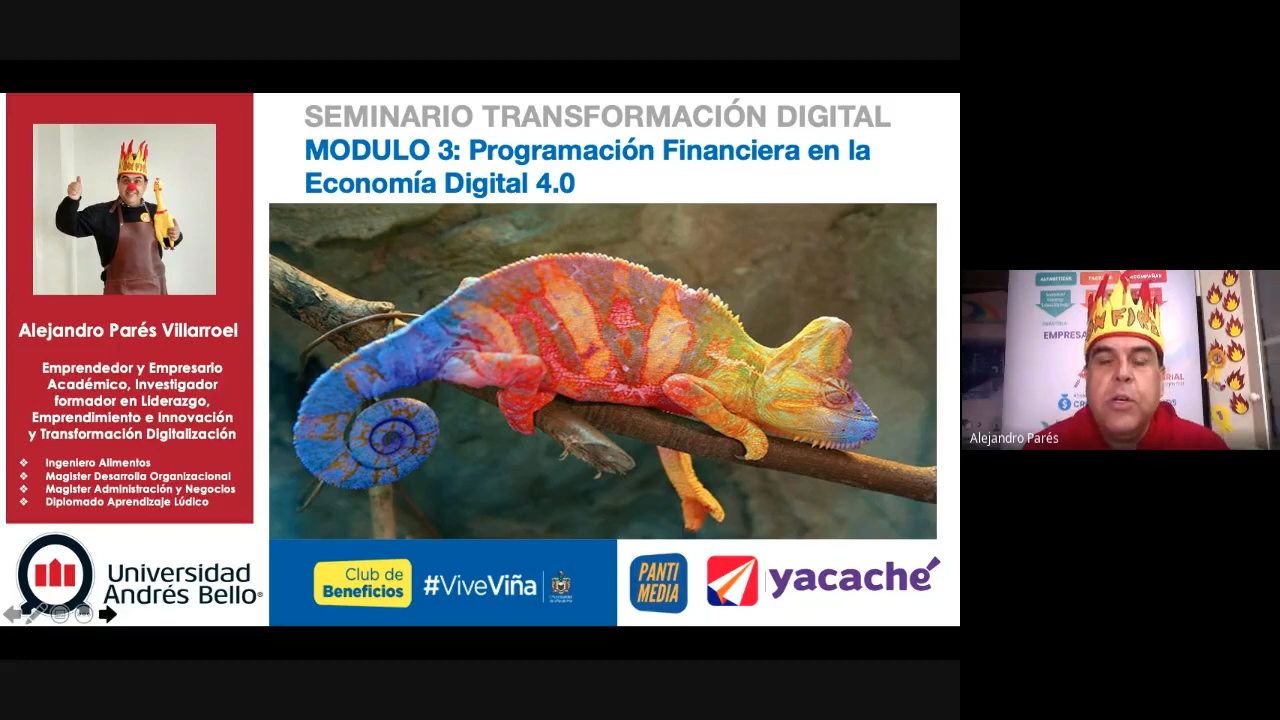 SEMINARIO TRANSFORMACIÓN DIGITAL
MODULO 3: Programación Financiera en la
Economía Digital 4.0
Alejandro Parés Villarroel
Emprendedor y Empresario
Académico, Investigador
formador en Liderazgo,
Emprendimiento e Innovación
y Transformación Digitalización
❖ Ingeniero Alimentos
❖ Magister Desarrollo Organizacional
❖ Magister Administración y Negocios
❖ Diplomado Aprendizaje Lúdico
Universidad
Andrés Bello
Club de
Beneficios
#ViveViña
PANTI
MEDIA
yacaché
ACOMPAÑAR
EMPRESA
Alejandro Parés